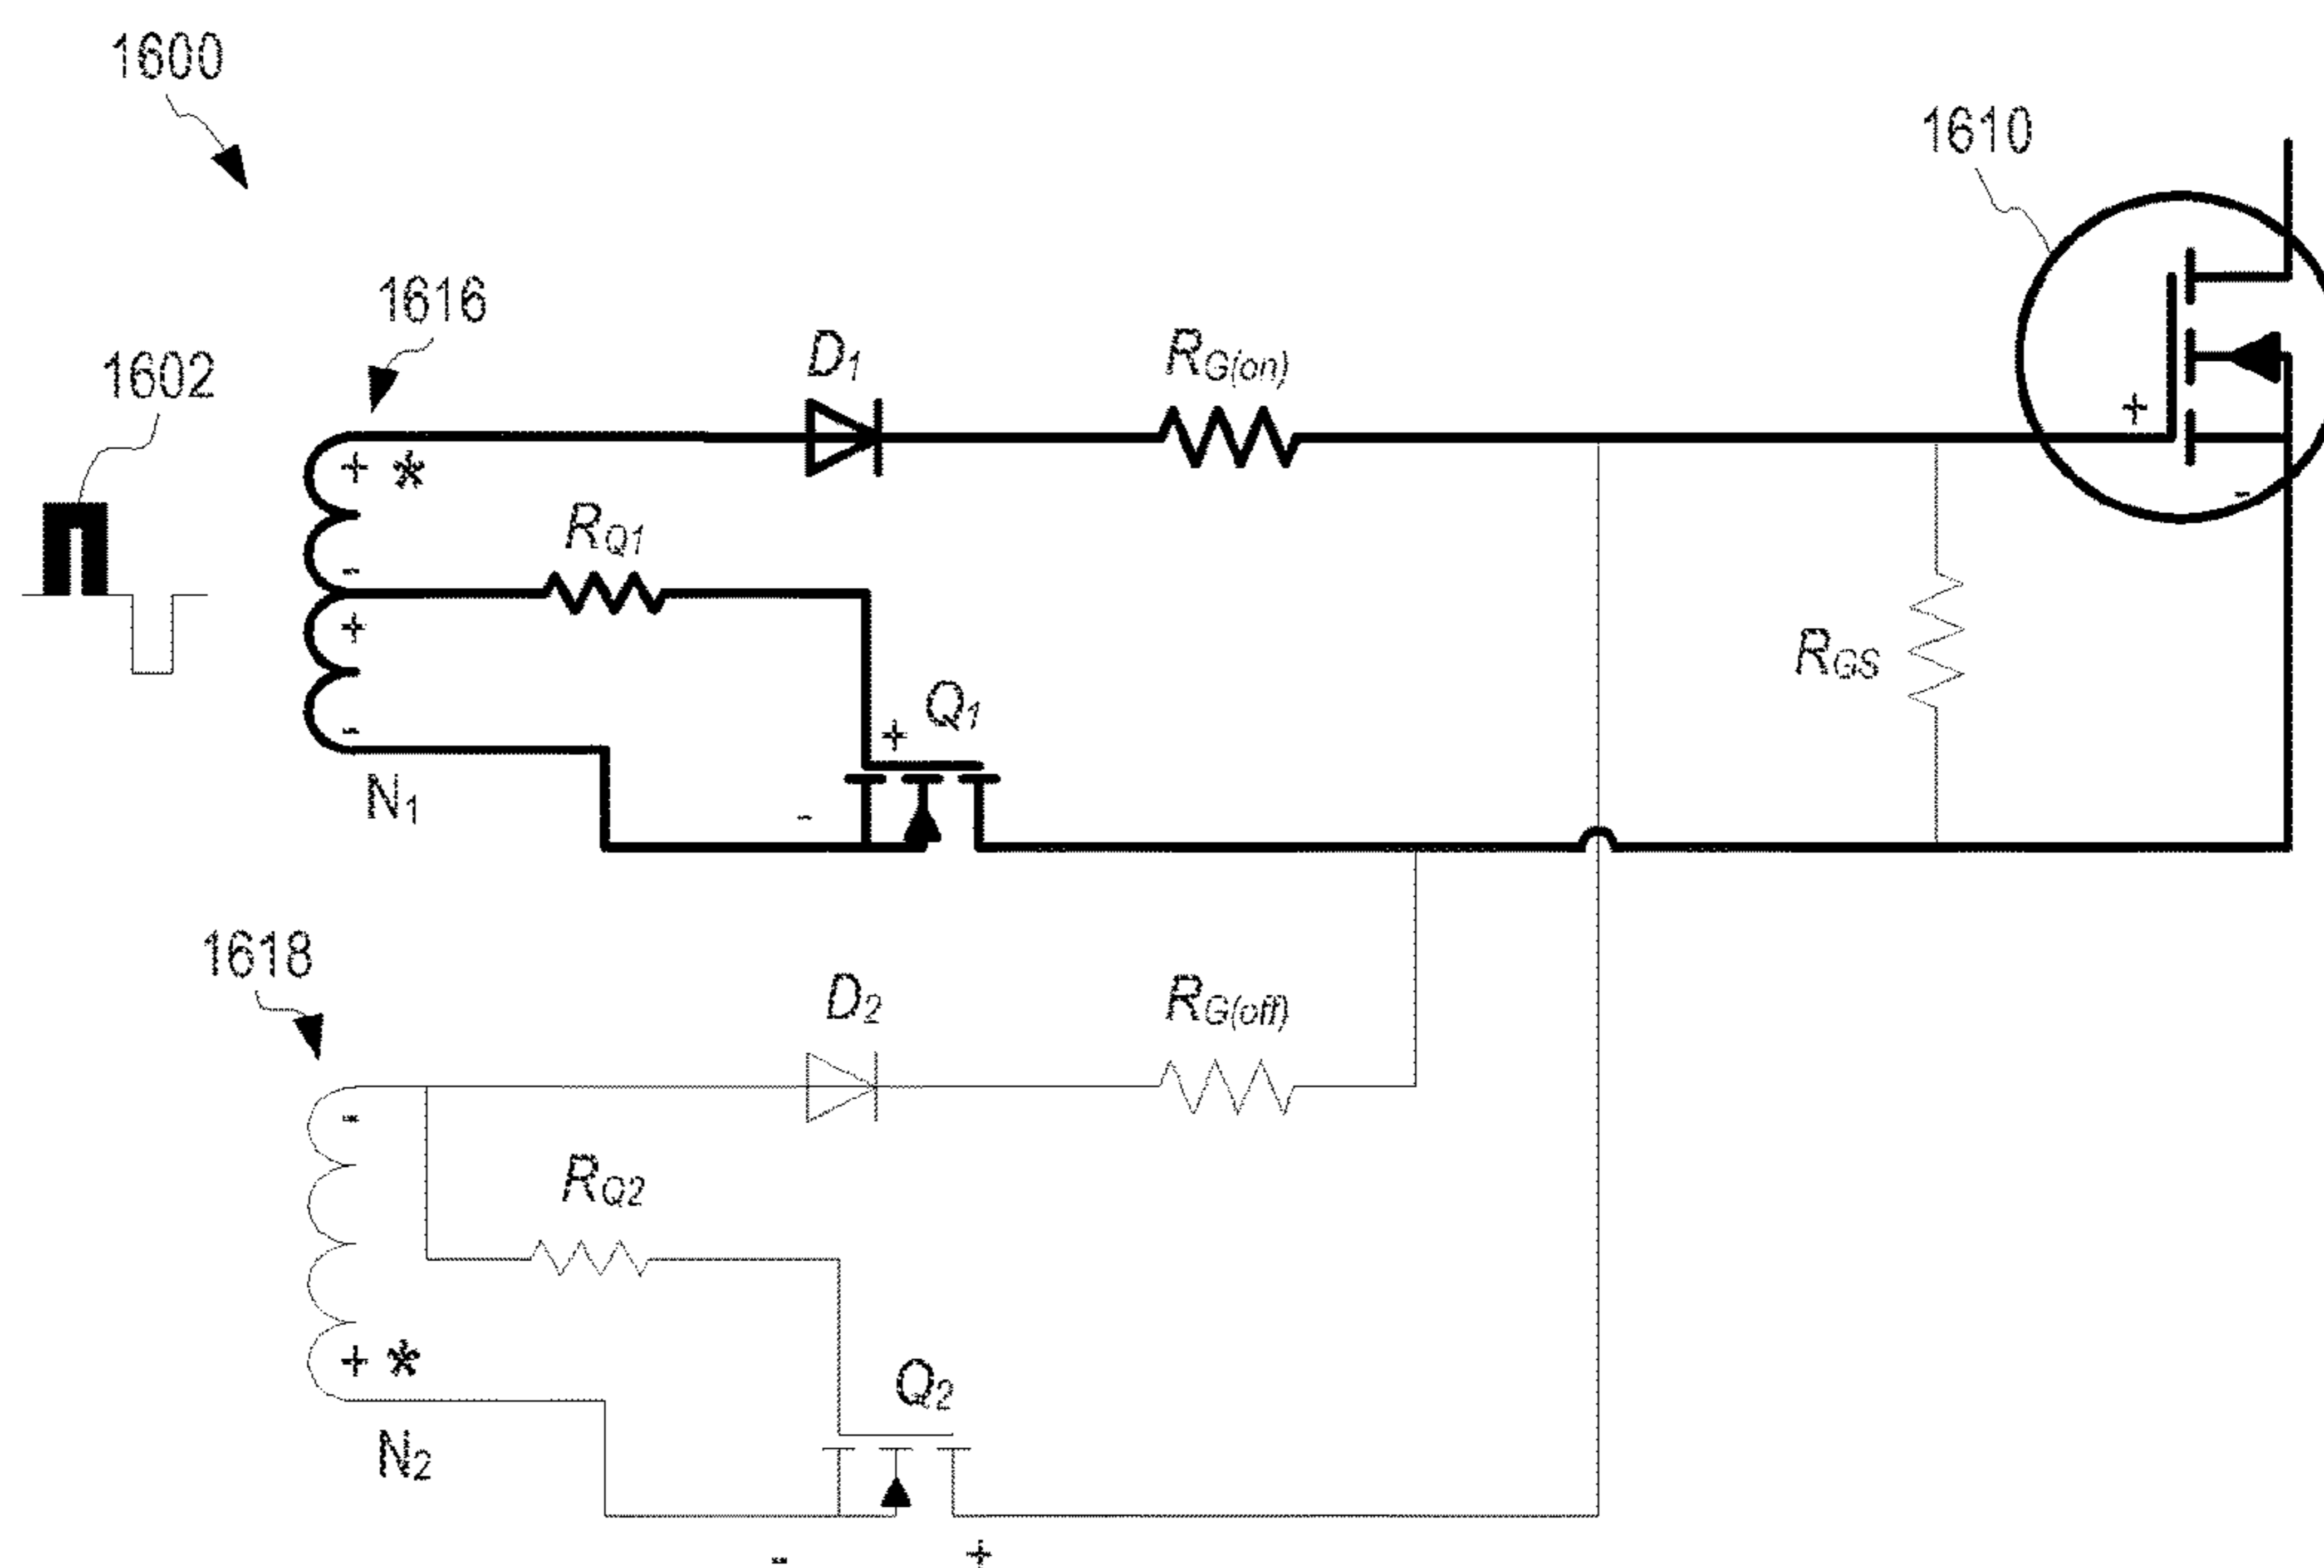 1600
1610
1616
1602
D1
RG(on)
+
+ *
RQ1
-
-
+
RGS
Q1
+
-
N1
-
1618
D2
RG(off)
-
RQ2
+ *
Q2
N2
-
+